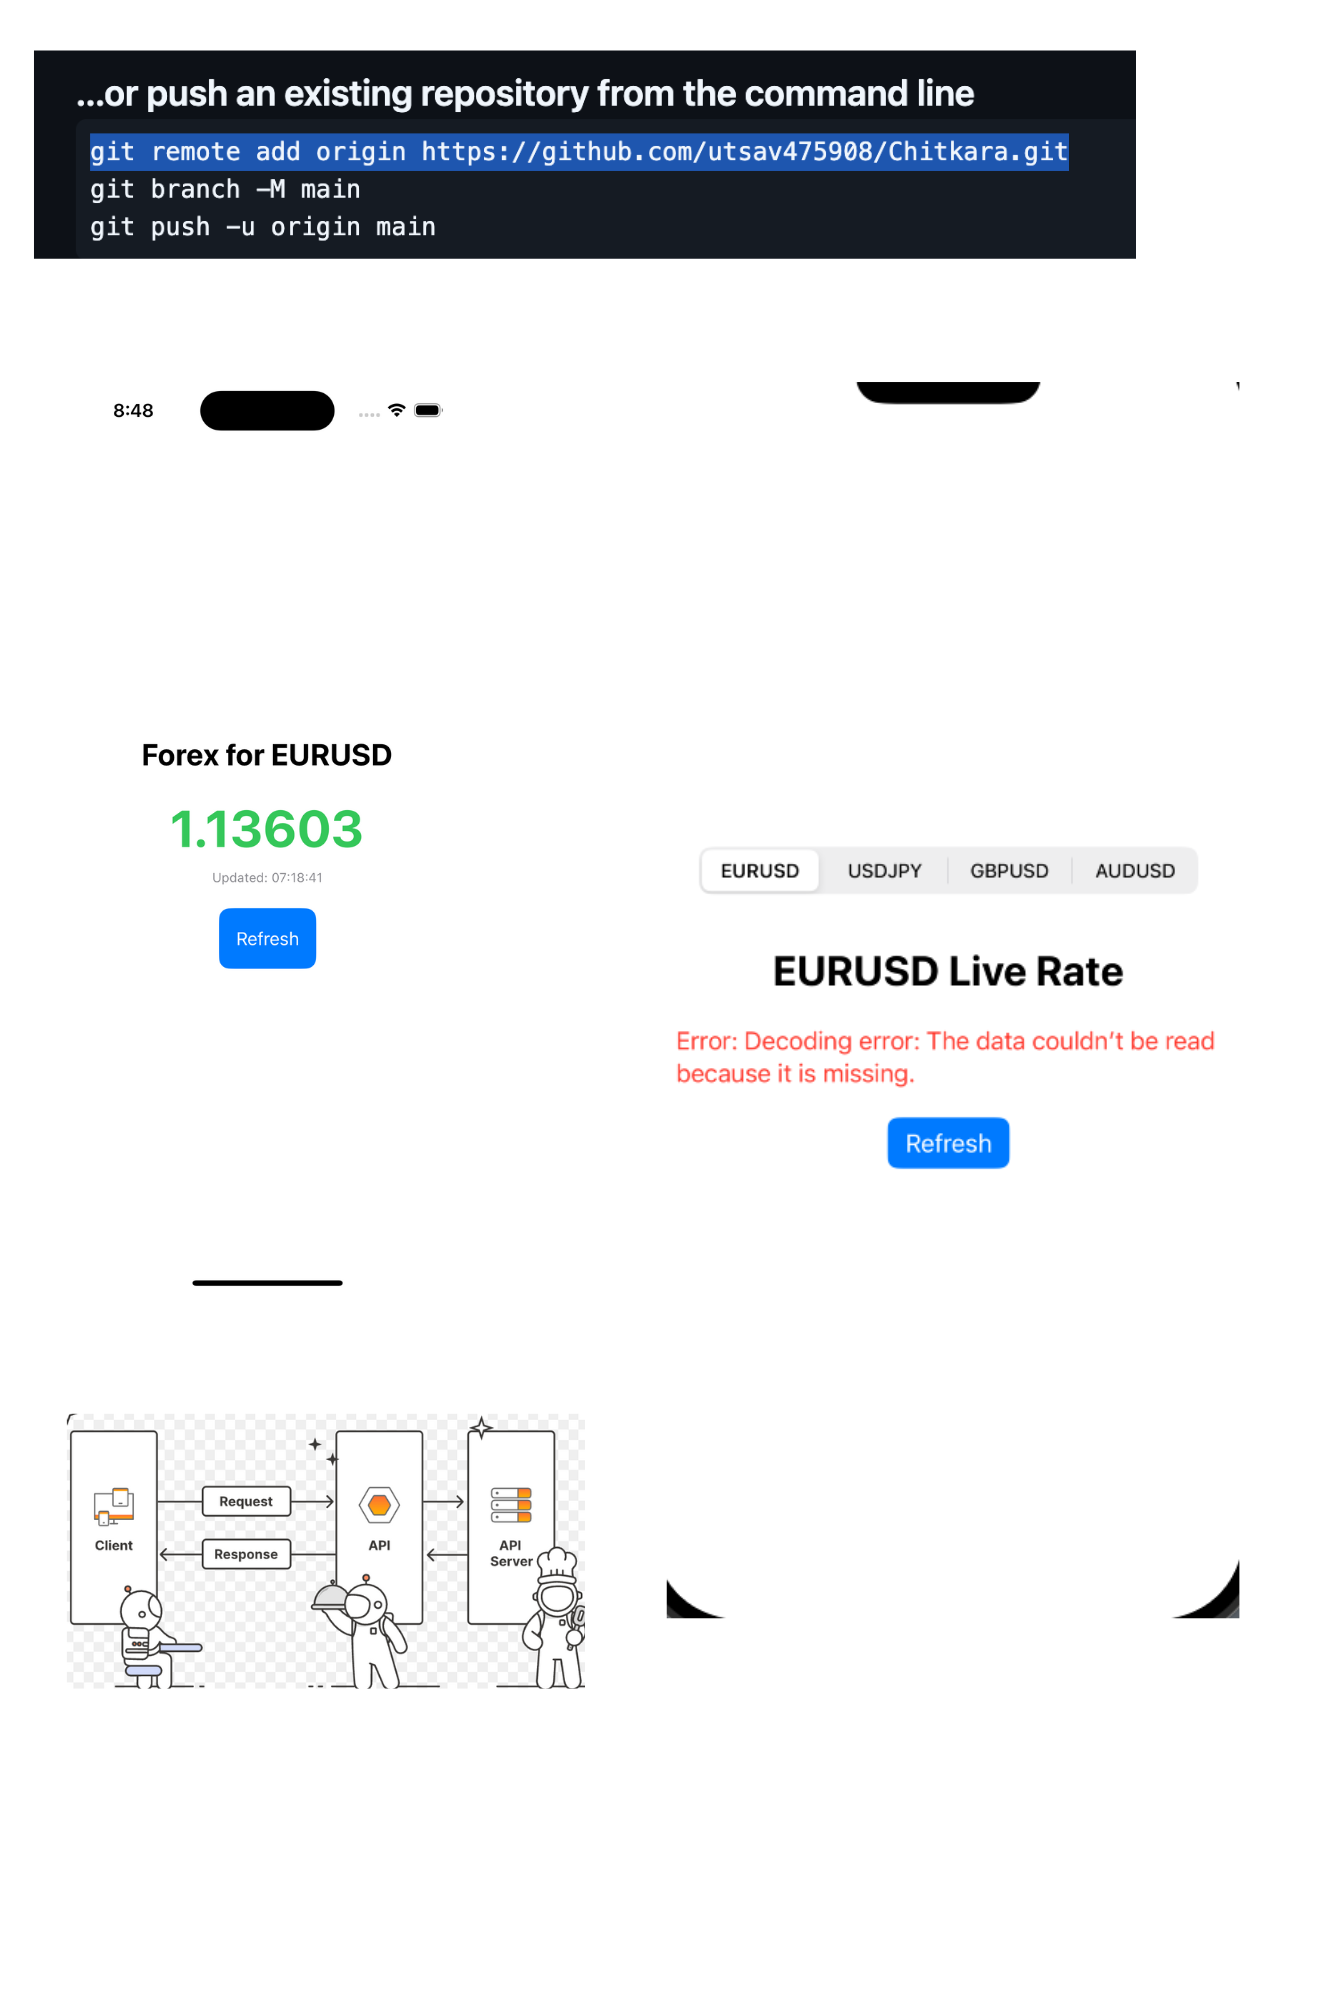 ...or push an existing repository from the command line
git remote add origin https://github.com/utsav475908/Chitkara.git
git branch -M main
git push -u origin main
8:48
Forex for EURUSD
1.13603
Updated: 07:18:41
Refresh
EURUSD USDJPY GBPUSD AUDUSD
EURUSD Live Rate
Error: Decoding error: The data couldn’t be read
because it is missing.
Refresh
Request
Response
Client
API
API
Server